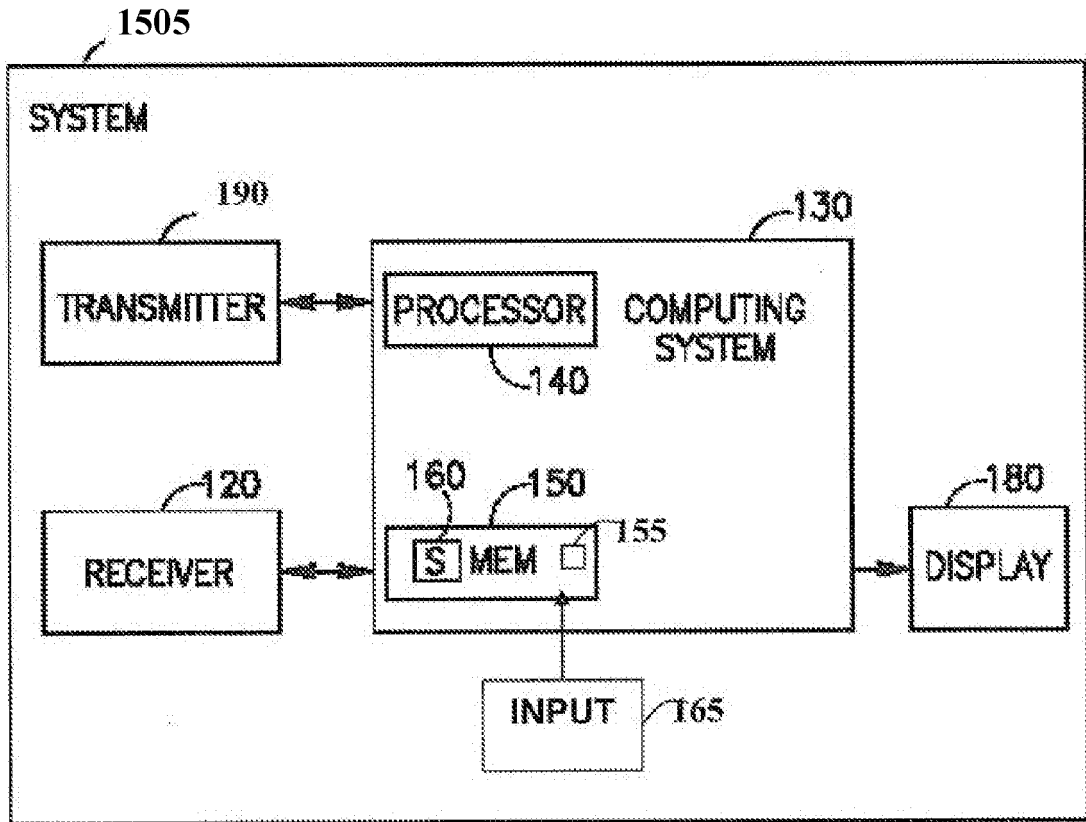 1505
SYSTEM
190
TRANSMITTER
130
PROCESSOR
COMPUTING
SYSTEM
140
120
RECEIVER
160
150
155
S
MEM
180
DISPLAY
INPUT
165